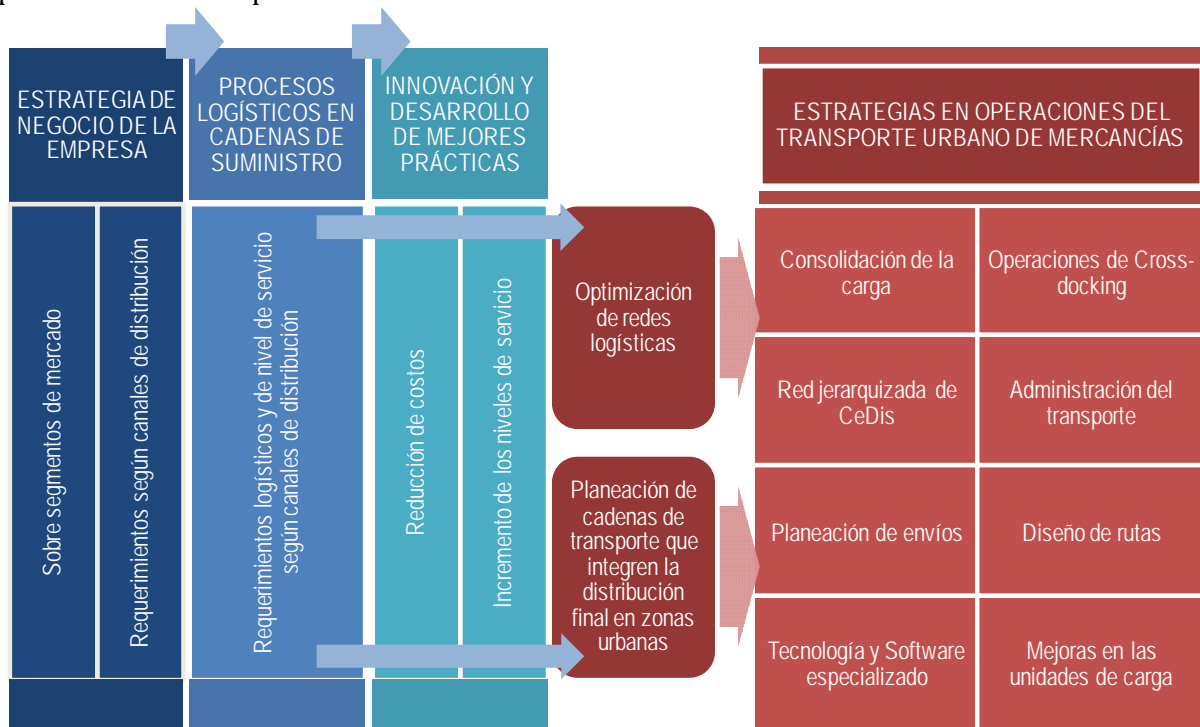 ESTRATEGIA DE
NEGOCIO DE LA
EMPRESA
PROCESOS
LOGÍSTICOS EN
CADENAS DE
SUMINISTRO
INNOVACIÓN Y
DESARROLLO
DE MEJORES
PRÁCTICAS
ESTRATEGIAS EN OPERACIONES DEL
TRANSPORTE URBANO DE MERCANCÍAS
Sobre segmentos de mercado
Requerimientos según canales de distribución
Requerimientos logísticos y de nivel de servicio
según canales de distribución
Reducción de costos
Incremento de los niveles de servicio
Optimización
de redes
logísticas
Planeación de
cadenas de
transporte que
integren la
distribución
final en zonas
urbanas
Consolidación de la
carga
Operaciones de Cross-
docking
Red jerarquizada de
CeDis
Administración del
transporte
Planeación de envíos
Diseño de rutas
Tecnología y Software
especializado
Mejoras en las
unidades de carga